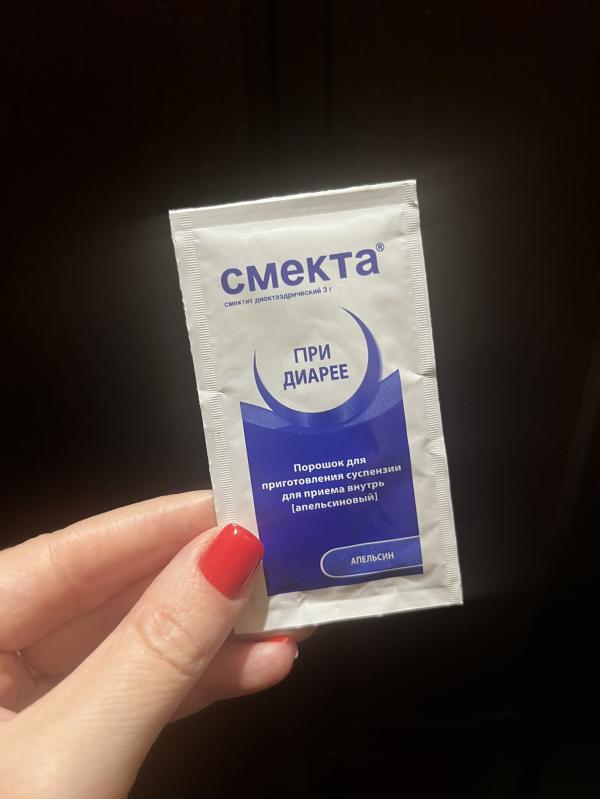 смекта®
смектит диоктаэдрический 3 г
ПРИ
ДИАРЕЕ
Порошок для
приготовления суспензии
для приема внутрь
[апельсиновый]
АПЕЛЬСИН